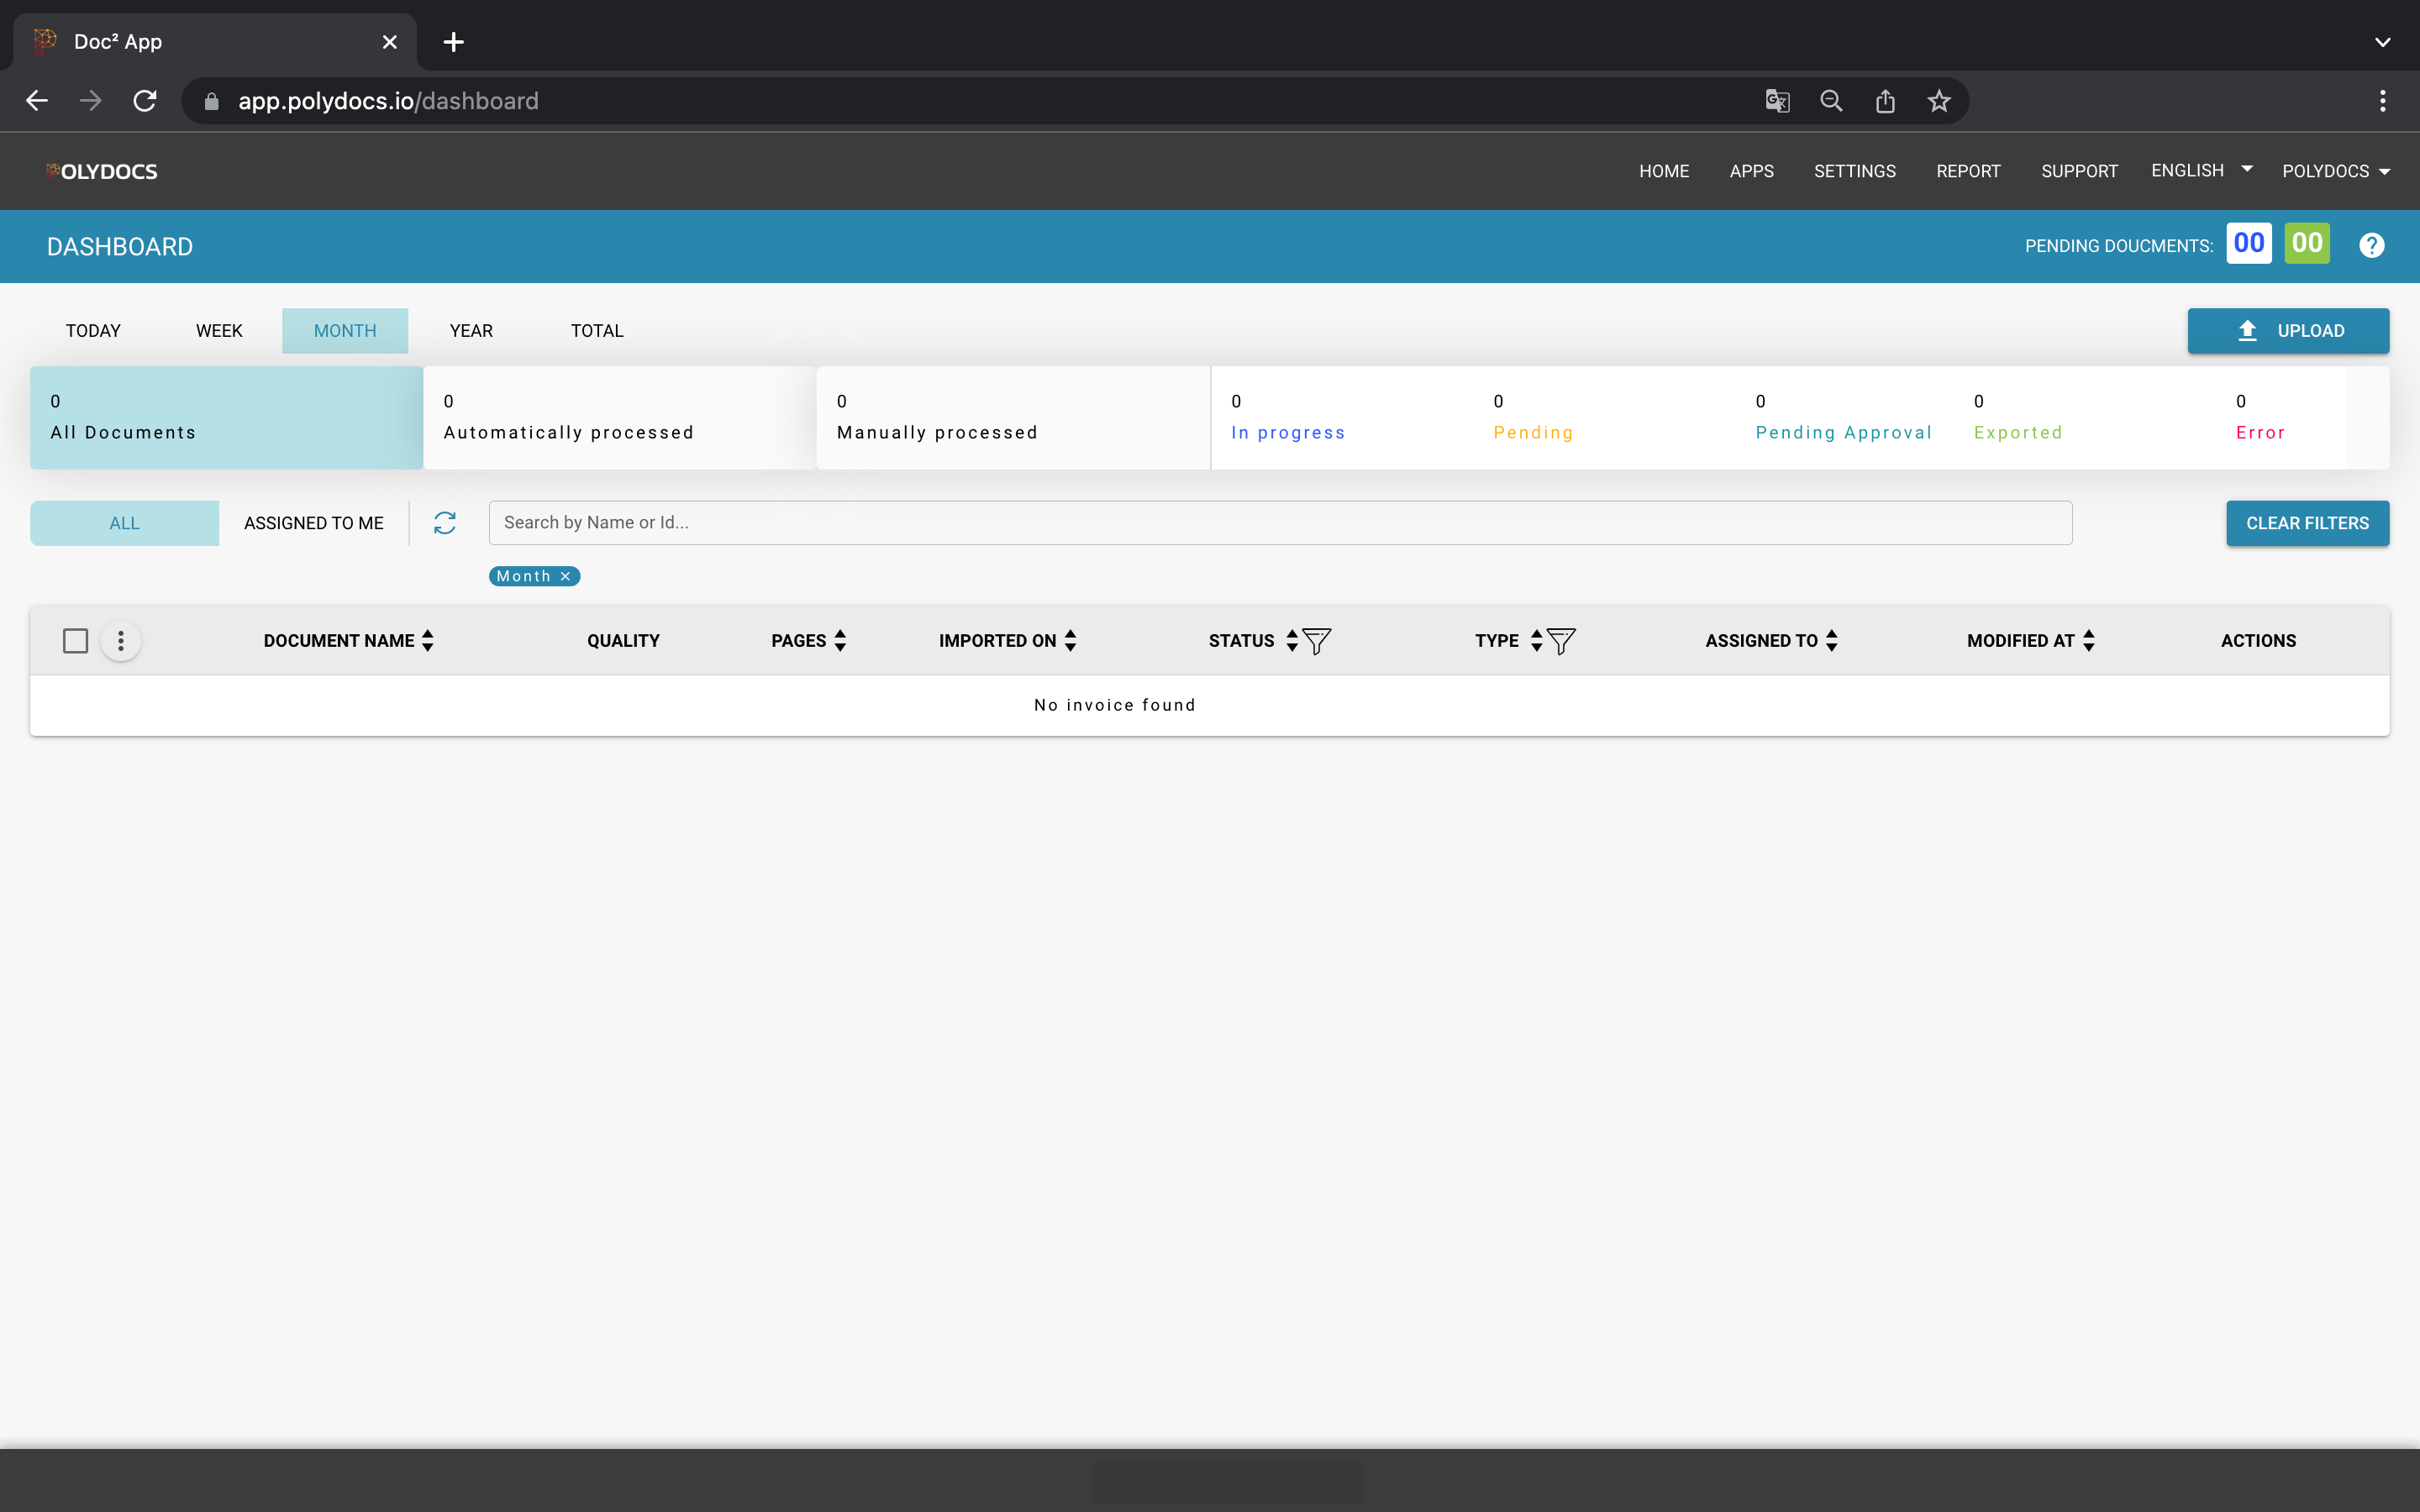 Doc² App
app.polydocs.io/dashboard
POLYDOCS
HOME APPS SETTINGS REPORT SUPPORT ENGLISH POLYDOCS
DASHBOARD
PENDING DOUCMENTS: 00 00 ?
TODAY WEEK MONTH YEAR TOTAL
UPLOAD
0 0 0 0 0 0 0 0
All Documents Automatically processed Manually processed In progress Pending Pending Approval Exported Error
ALL ASSIGNED TO ME Search by Name or Id... CLEAR FILTERS
Month ×
DOCUMENT NAME QUALITY PAGES IMPORTED ON STATUS TYPE ASSIGNED TO MODIFIED AT ACTIONS
No invoice found